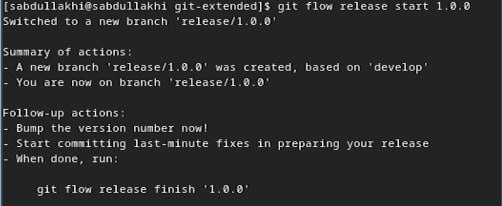 [sabdullakhi@sabdullakhi git-extended]$ git flow release start 1.0.0
Switched to a new branch 'release/1.0.0'
Summary of actions:
- A new branch 'release/1.0.0' was created, based on 'develop'
- You are now on branch 'release/1.0.0'
Follow-up actions:
- Bump the version number now!
- Start committing last-minute fixes in preparing your release
- When done, run:
git flow release finish '1.0.0'